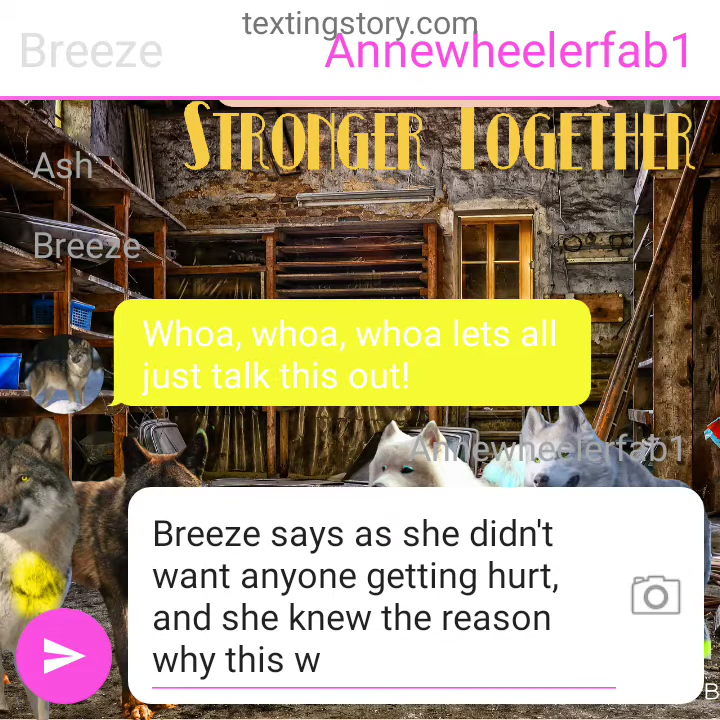 textingstory.com
Breeze
Annewheelerfab1
STRONGER TOGETHER
Ash
Breeze
Whoa, whoa, whoa lets all
just talk this out!
Annewheelerfab1
Breeze says as she didn't
want anyone getting hurt,
and she knew the reason
why this w
B